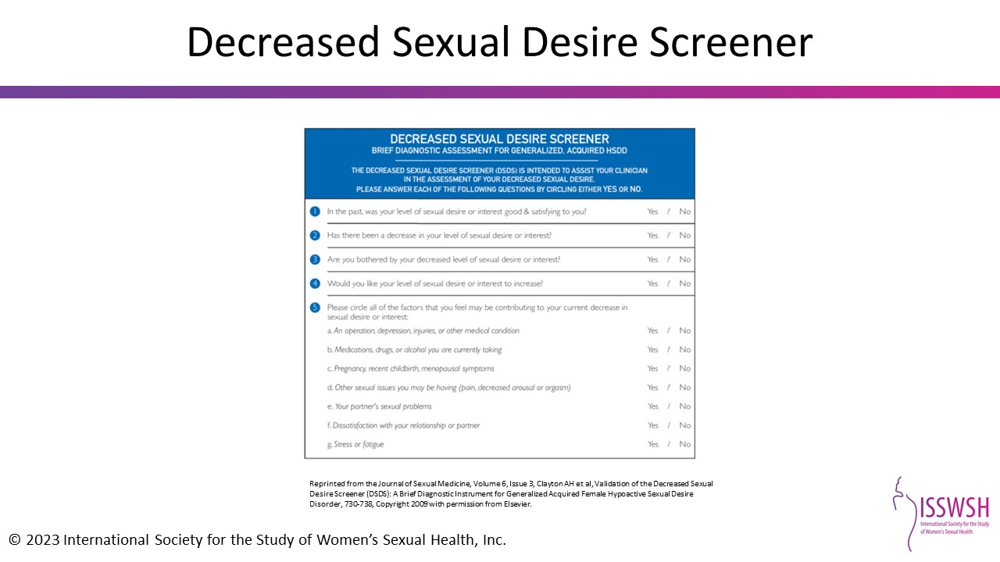 Decreased Sexual Desire Screener
DECREASED SEXUAL DESIRE SCREENER
BRIEF DIAGNOSTIC ASSESSMENT FOR GENERALIZED, ACQUIRED HSDD
THE DECREASED SEXUAL DESIRE SCREENER (DSDS) IS INTENDED TO ASSIST YOUR CLINICIAN
IN THE ASSESSMENT OF YOUR DECREASED SEXUAL DESIRE.
PLEASE ANSWER EACH OF THE FOLLOWING QUESTIONS BY CIRCLING EITHER YES OR NO.
1 In the past, was your level of sexual desire or interest good & satisfying to you? Yes / No
2 Has there been a decrease in your level of sexual desire or interest? Yes / No
3 Are you bothered by your decreased level of sexual desire or interest? Yes / No
4 Would you like your level of sexual desire or interest to increase? Yes / No
5 Please circle all of the factors that you feel may be contributing to your current decrease in
sexual desire or interest:
a. An operation, depression, injuries, or other medical condition Yes / No
b. Medications, drugs, or alcohol you are currently taking Yes / No
c. Pregnancy, recent childbirth, menopausal symptoms Yes / No
d. Other sexual issues you may be having (pain, decreased arousal or orgasm) Yes / No
e. Your partner's sexual problems Yes / No
f. Dissatisfaction with your relationship or partner Yes / No
g. Stress or fatigue Yes / No
Reprinted from the Journal of Sexual Medicine, Volume 6, Issue 3, Clayton AH et al, Validation of the Decreased Sexual
Desire Screener (DSDS): A Brief Diagnostic Instrument for Generalized Acquired Female Hypoactive Sexual Desire
Disorder, 730-738, Copyright 2009 with permission from Elsevier.
ISSWSH
International Society for the Study
of Women's Sexual Health
© 2023 International Society for the Study of Women’s Sexual Health, Inc.